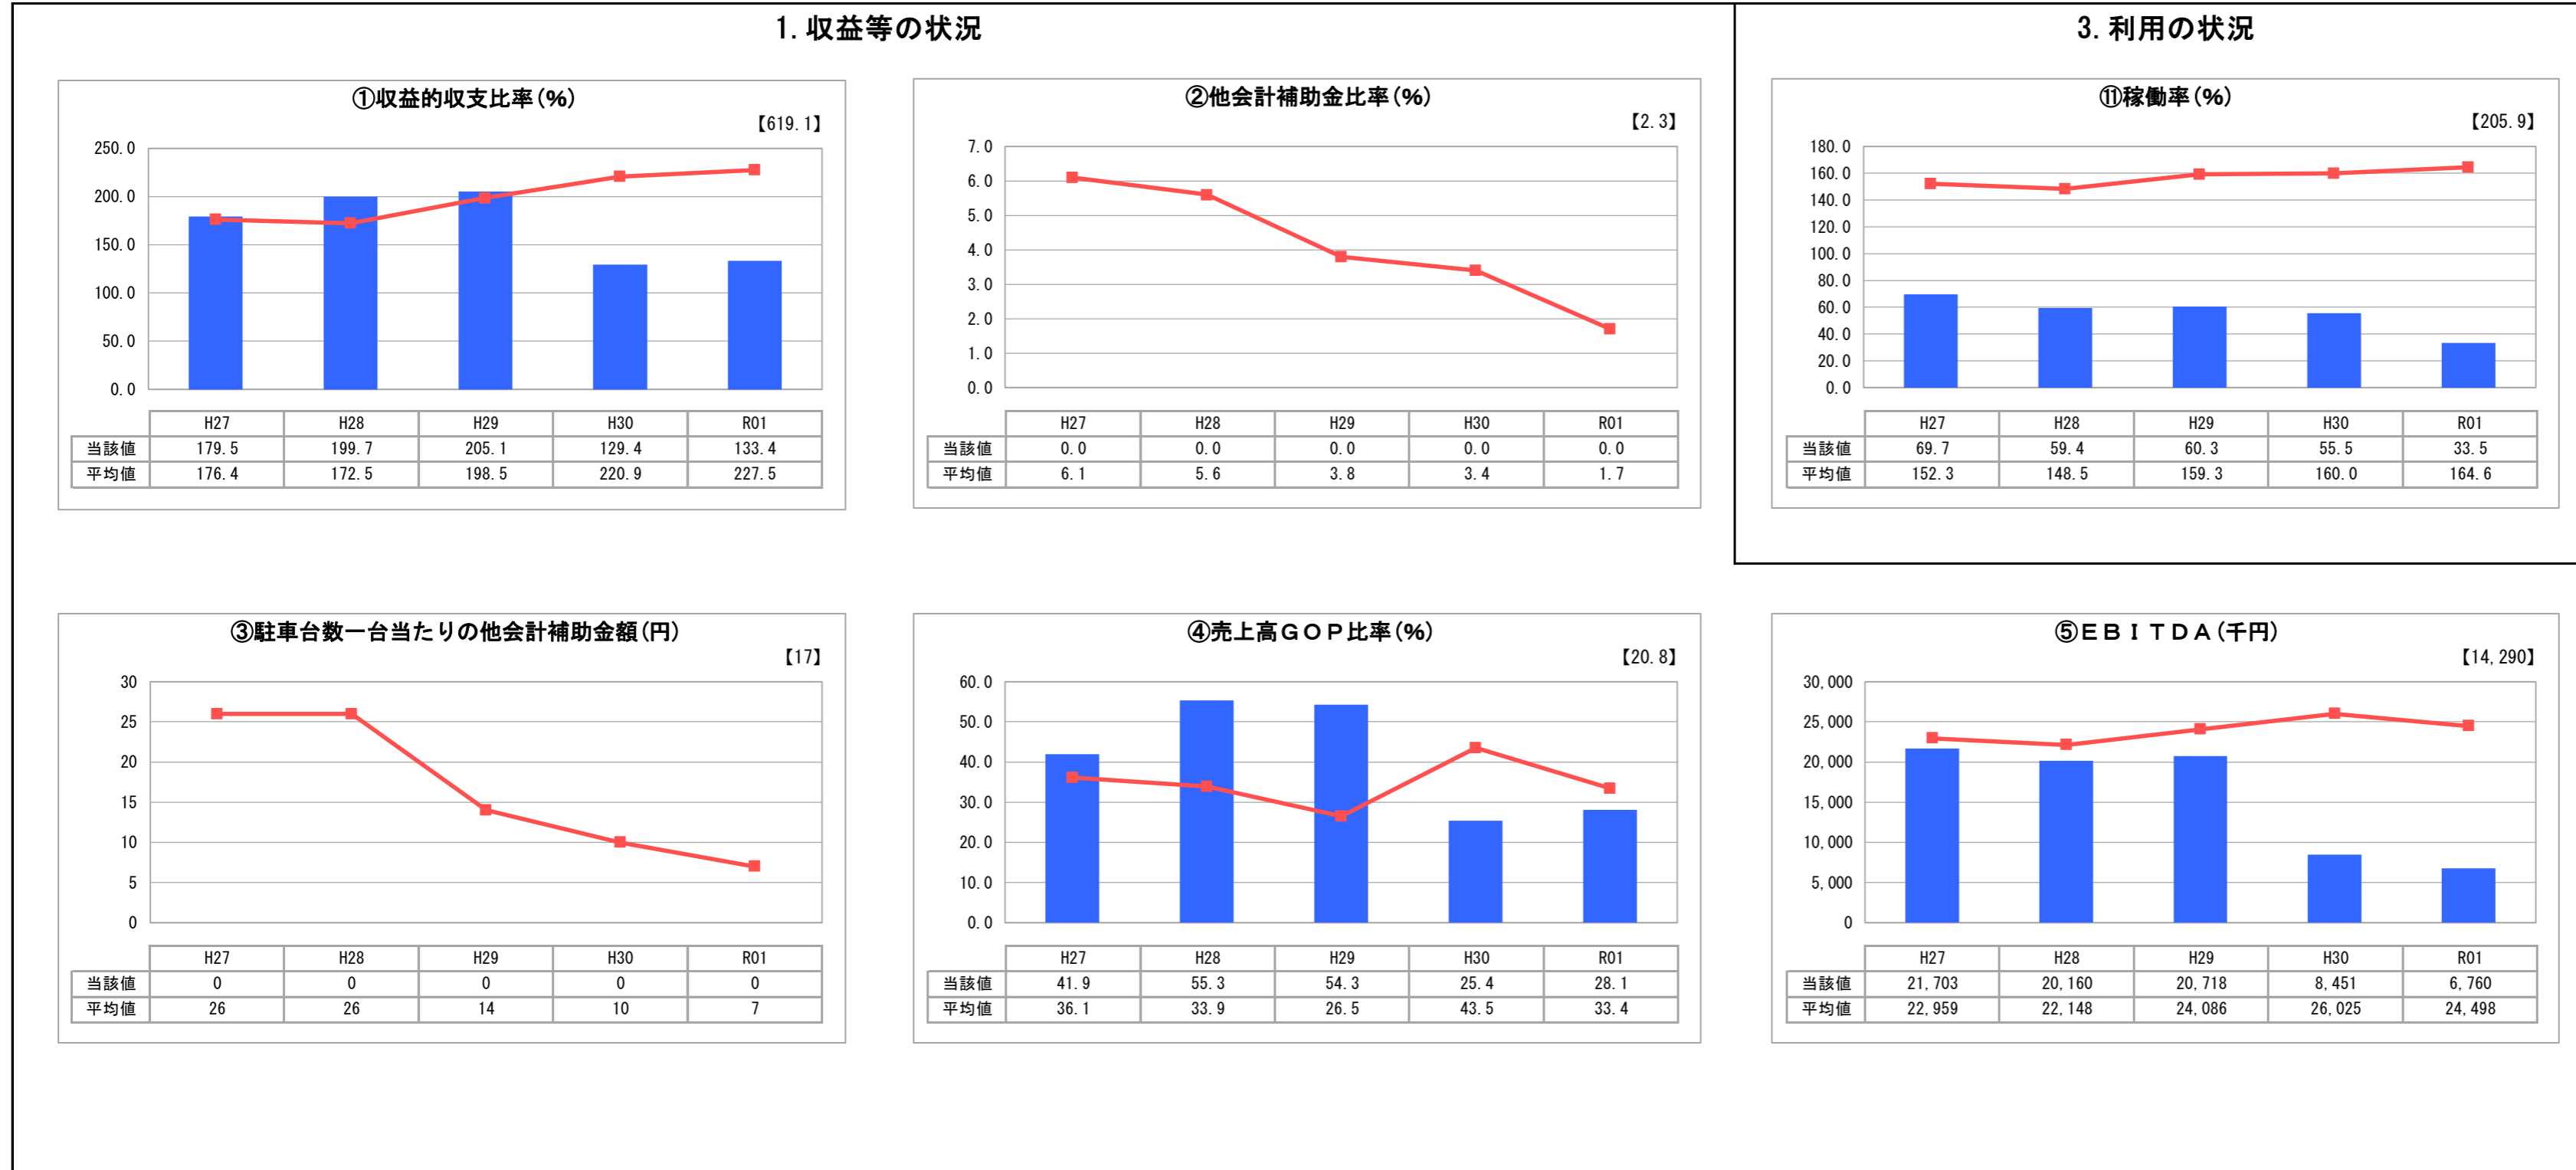 1. 収益等の状況
3. 利用の状況
①収益的収支比率(%)
【619.1】
250.0
200.0
150.0
100.0
50.0
0.0
H27 H28 H29 H30 R01
当該値 179.5 199.7 205.1 129.4 133.4
平均値 176.4 172.5 198.5 220.9 227.5
②他会計補助金比率(%)
【2.3】
7.0
6.0
5.0
4.0
3.0
2.0
1.0
0.0
H27 H28 H29 H30 R01
当該値 0.0 0.0 0.0 0.0 0.0
平均値 6.1 5.6 3.8 3.4 1.7
⑪稼働率(%)
【205.9】
180.0
160.0
140.0
120.0
100.0
80.0
60.0
40.0
20.0
0.0
H27 H28 H29 H30 R01
当該値 69.7 59.4 60.3 55.5 33.5
平均値 152.3 148.5 159.3 160.0 164.6
③駐車台数一台当たりの他会計補助金額(円)
【17】
30
25
20
15
10
5
0
H27 H28 H29 H30 R01
当該値 0 0 0 0 0
平均値 26 26 14 10 7
④売上高GOP比率(%)
【20.8】
60.0
50.0
40.0
30.0
20.0
10.0
0.0
H27 H28 H29 H30 R01
当該値 41.9 55.3 54.3 25.4 28.1
平均値 36.1 33.9 26.5 43.5 33.4
⑤EBITDA(千円)
【14,290】
30,000
25,000
20,000
15,000
10,000
5,000
0
H27 H28 H29 H30 R01
当該値 21,703 20,160 20,718 8,451 6,760
平均値 22,959 22,148 24,086 26,025 24,498